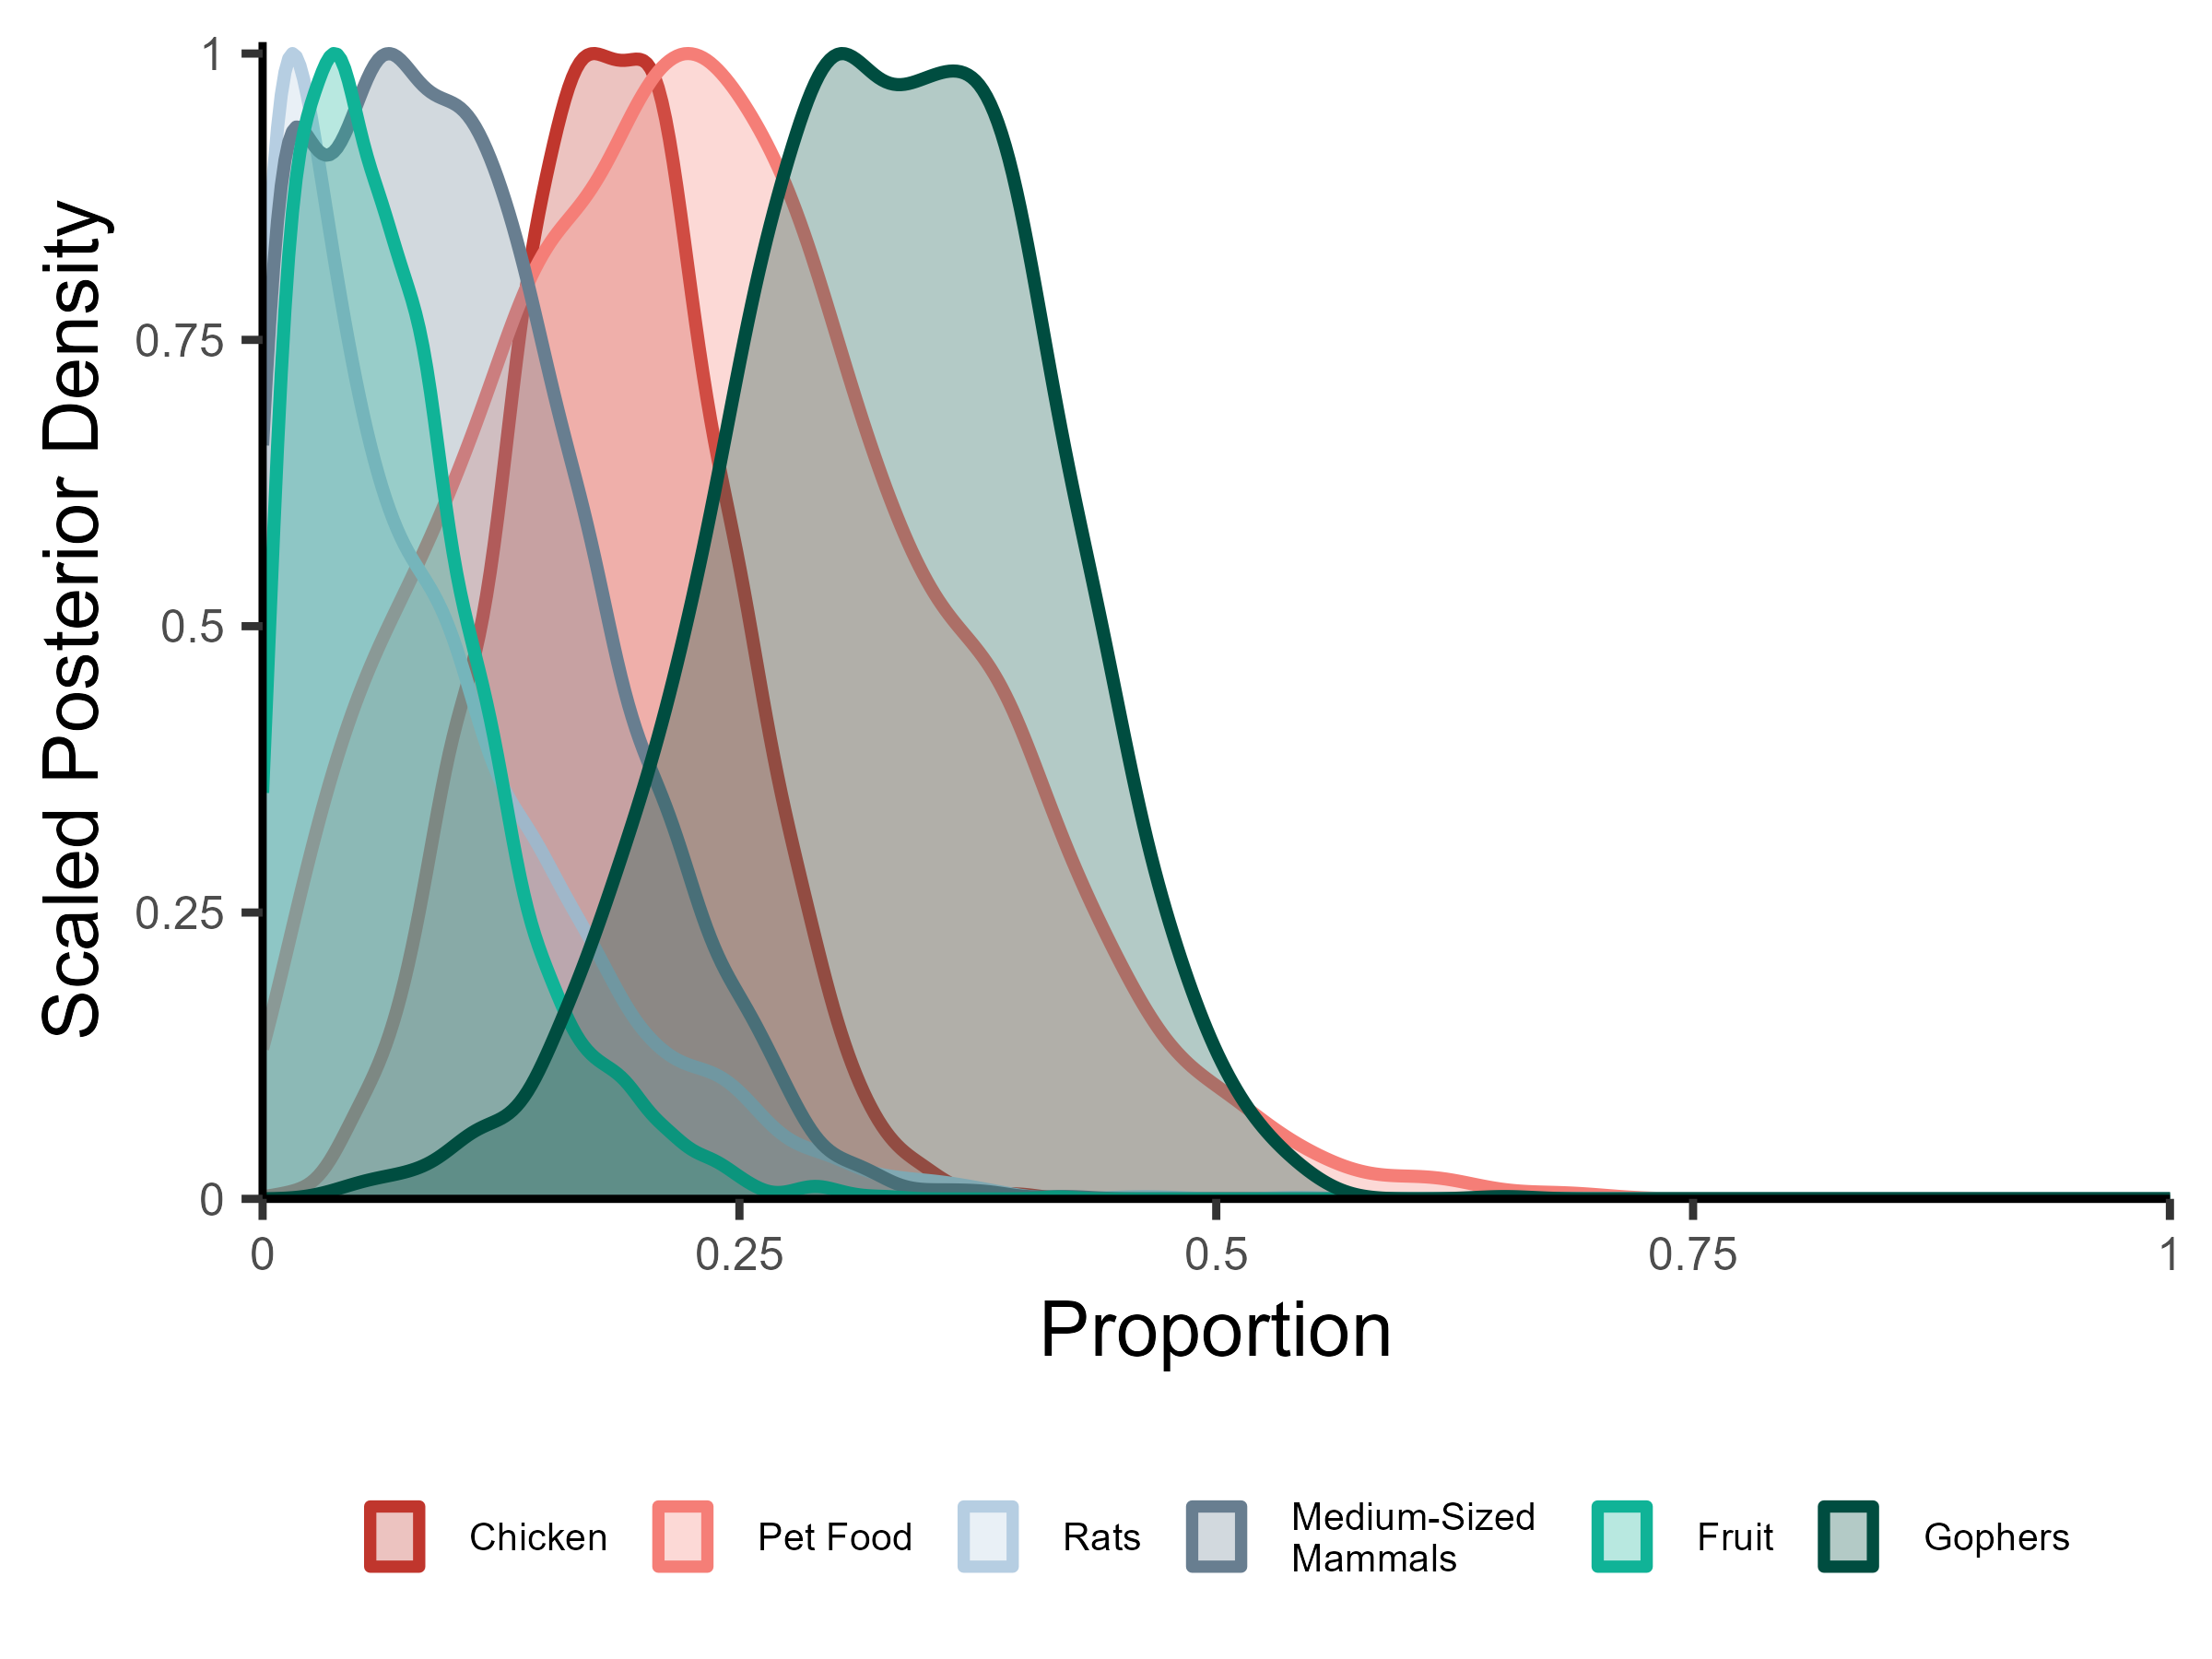 Scaled Posterior Density
1
0.75
0.5
0.25
0
0
0.25
0.5
0.75
1
Proportion
Chicken
Pet Food
Rats
Medium-Sized
Mammals
Fruit
Gophers